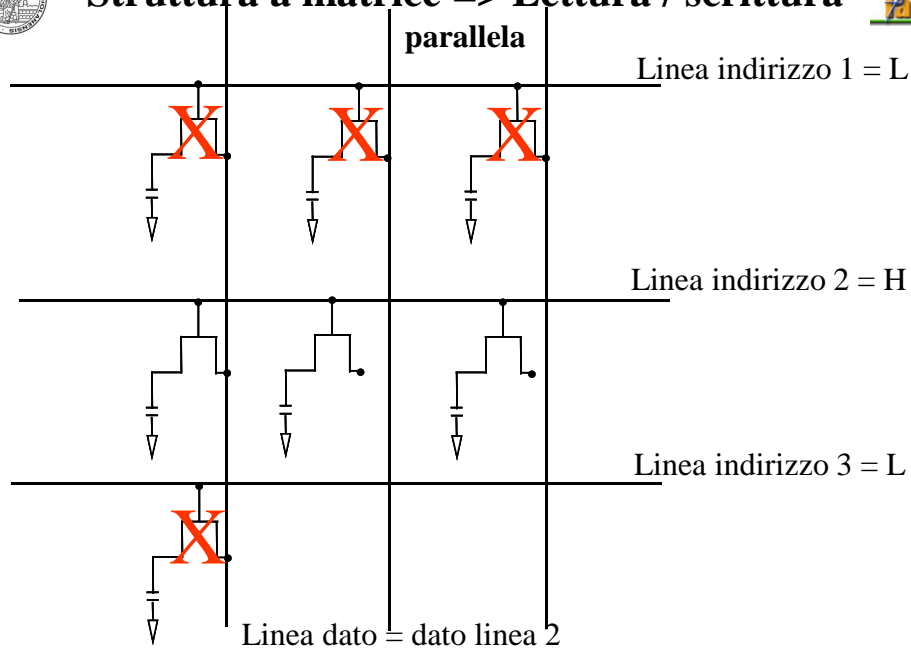 Struttura a matrice => Lettura / scrittura
parallela
Linea indirizzo 1 = L
X X X
Linea indirizzo 2 = H
Linea indirizzo 3 = L
X
Linea dato = dato linea 2